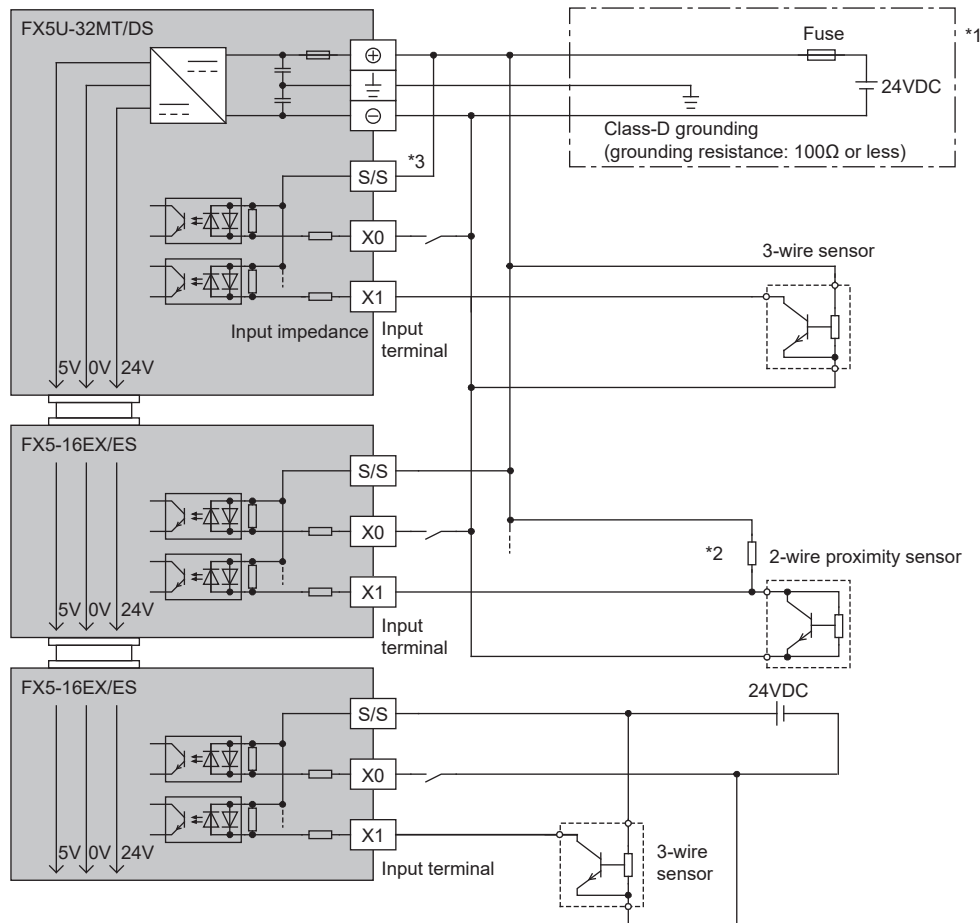 FX5U-32MT/DS
Fuse
*1
24VDC
Class-D grounding
(grounding resistance: 100Ω or less)
*3
S/S
X0
X1
3-wire sensor
Input impedance
Input
terminal
5V 0V 24V
FX5-16EX/ES
S/S
X0
X1
*2
2-wire proximity sensor
5V 0V 24V
Input
terminal
FX5-16EX/ES
S/S
24VDC
X0
X1
5V 0V 24V
Input terminal
3-wire
sensor